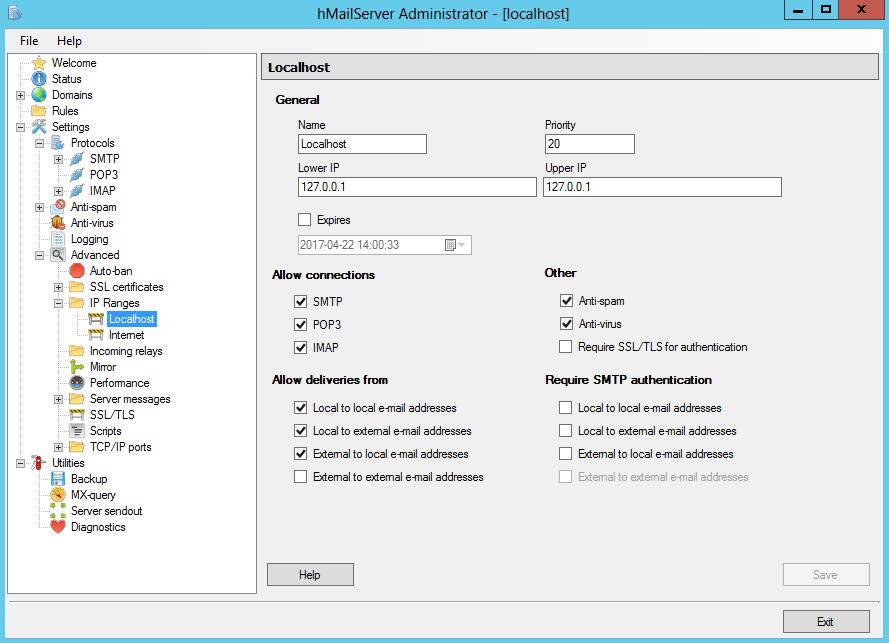 hMailServer Administrator - [localhost]
File Help
Welcome
Status
Domains
Rules
Settings
Protocols
SMTP
POP3
IMAP
Anti-spam
Anti-virus
Logging
Advanced
Auto-ban
SSL certificates
IP Ranges
Localhost
Internet
Incoming relays
Mirror
Performance
Server messages
SSL/TLS
Scripts
TCP/IP ports
Utilities
Backup
MX-query
Server sendout
Diagnostics
Localhost
General
Name Priority
Localhost 20
Lower IP Upper IP
127.0.0.1 127.0.0.1
Expires
2017-04-22 14:00:33
Allow connections
SMTP
POP3
IMAP
Other
Anti-spam
Anti-virus
Require SSL/TLS for authentication
Allow deliveries from
Local to local e-mail addresses
Local to external e-mail addresses
External to local e-mail addresses
External to external e-mail addresses
Require SMTP authentication
Local to local e-mail addresses
Local to external e-mail addresses
External to local e-mail addresses
External to external e-mail addresses
Help Save
Exit